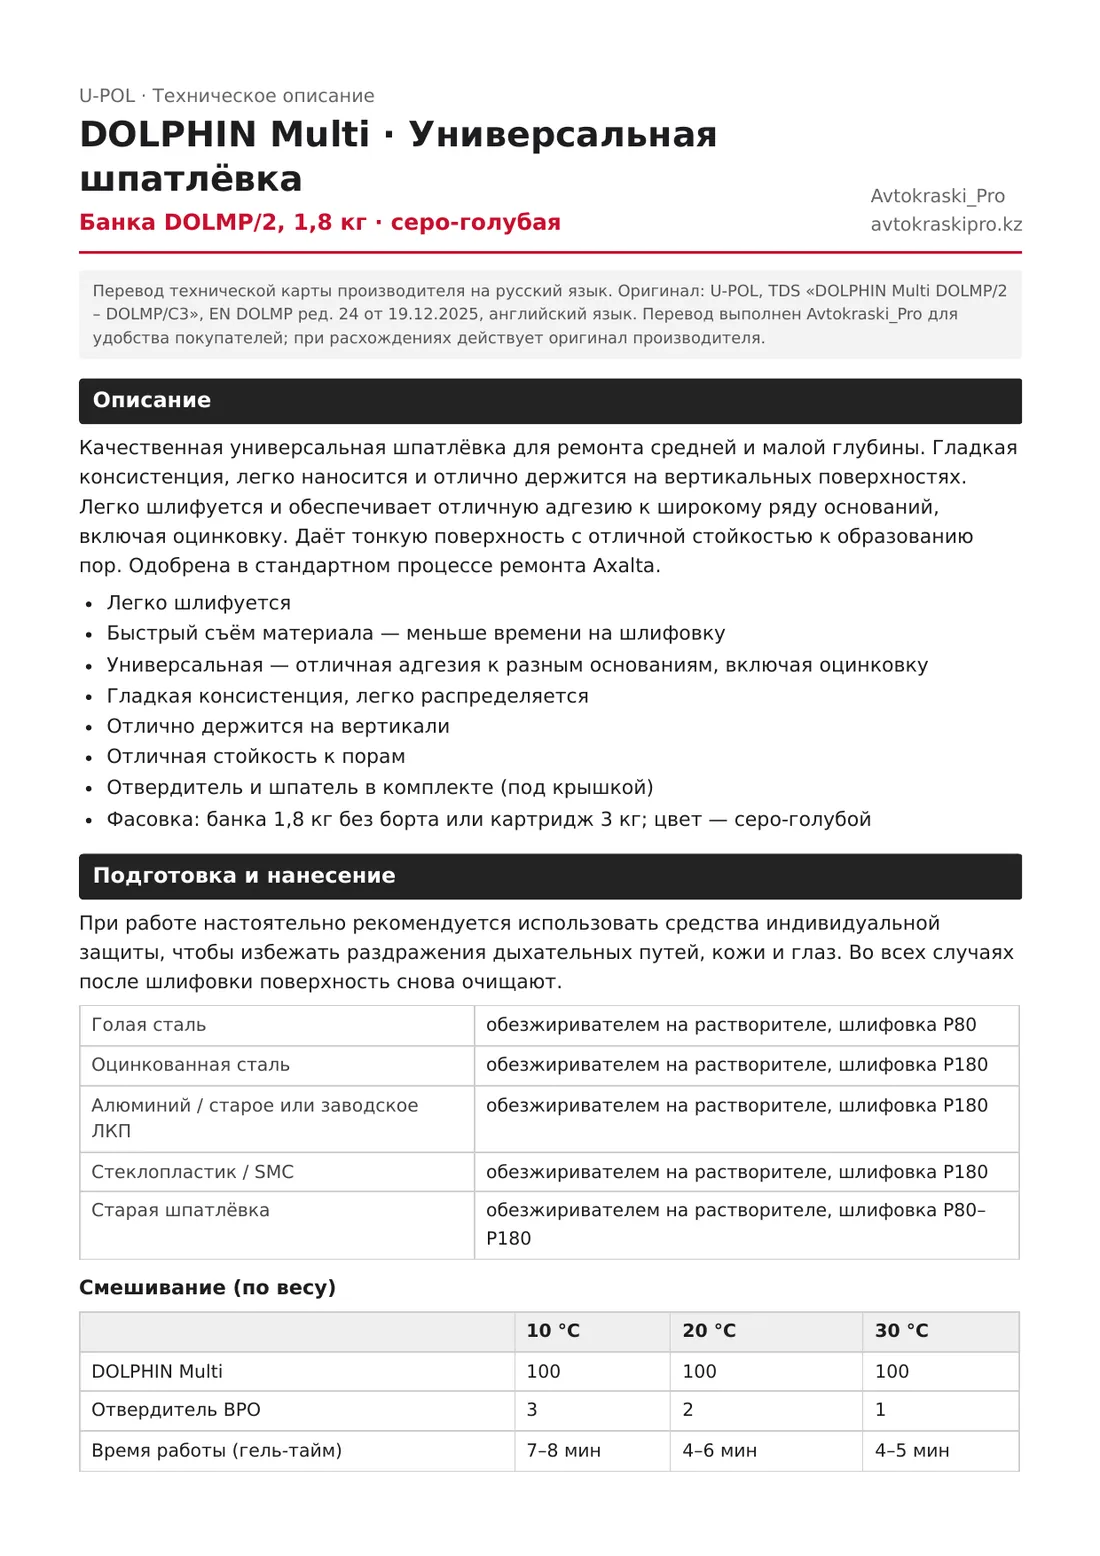 U-POL · Техническое описание
DOLPHIN Multi · Универсальная
шпатлёвка
Банка DOLMP/2, 1,8 кг · серо-голубая
Avtokraski_Pro
avtokraskipro.kz
Перевод технической карты производителя на русский язык. Оригинал: U-POL, TDS «DOLPHIN Multi DOLMP/2
– DOLMP/C3», EN DOLMP ред. 24 от 19.12.2025, английский язык. Перевод выполнен Avtokraski_Pro для
удобства покупателей; при расхождениях действует оригинал производителя.
Описание
Качественная универсальная шпатлёвка для ремонта средней и малой глубины. Гладкая
консистенция, легко наносится и отлично держится на вертикальных поверхностях.
Легко шлифуется и обеспечивает отличную адгезию к широкому ряду оснований,
включая оцинковку. Даёт тонкую поверхность с отличной стойкостью к образованию
пор. Одобрена в стандартном процессе ремонта Axalta.
• Легко шлифуется
• Быстрый съём материала — меньше времени на шлифовку
• Универсальная — отличная адгезия к разным основаниям, включая оцинковку
• Гладкая консистенция, легко распределяется
• Отлично держится на вертикали
• Отличная стойкость к порам
• Отвердитель и шпатель в комплекте (под крышкой)
• Фасовка: банка 1,8 кг без борта или картридж 3 кг; цвет — серо-голубой
Подготовка и нанесение
При работе настоятельно рекомендуется использовать средства индивидуальной
защиты, чтобы избежать раздражения дыхательных путей, кожи и глаз. Во всех случаях
после шлифовки поверхность снова очищают.
Голая сталь обезжиривателем на растворителе, шлифовка P80
Оцинкованная сталь обезжиривателем на растворителе, шлифовка P180
Алюминий / старое или заводское обезжиривателем на растворителе, шлифовка P180
ЛКП
Стеклопластик / SMC обезжиривателем на растворителе, шлифовка P180
Старая шпатлёвка обезжиривателем на растворителе, шлифовка P80–
P180
Смешивание (по весу)
10 °C 20 °C 30 °C
DOLPHIN Multi 100 100 100
Отвердитель BPO 3 2 1
Время работы (гель-тайм) 7–8 мин 4–6 мин 4–5 мин